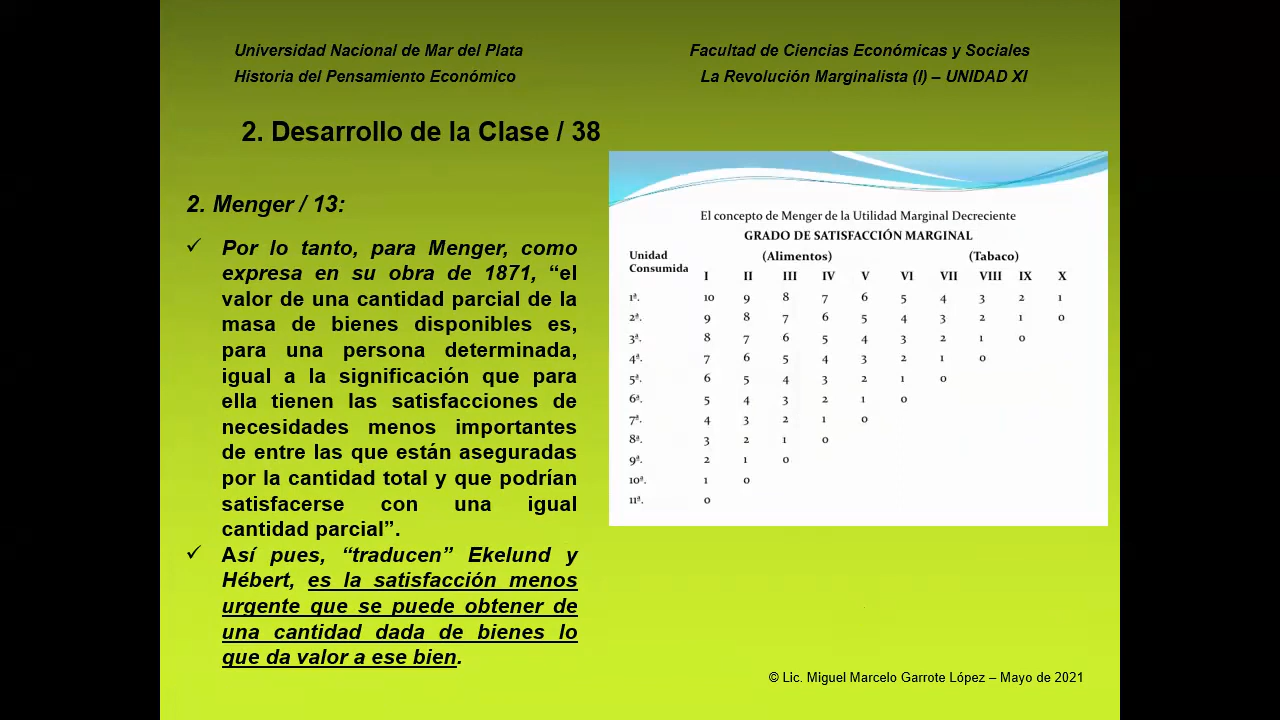 Universidad Nacional de Mar del Plata
Facultad de Ciencias Económicas y Sociales
Historia del Pensamiento Económico
La Revolución Marginalista (I) – UNIDAD XI
2. Desarrollo de la Clase / 38
2. Menger / 13:
✓ Por lo tanto, para Menger, como
expresa en su obra de 1871, “el
valor de una cantidad parcial de la
masa de bienes disponibles es,
para una persona determinada,
igual a la significación que para
ella tienen las satisfacciones de
necesidades menos importantes
de entre las que están aseguradas
por la cantidad total y que podrían
satisfacerse con una igual
cantidad parcial”.
✓ Así pues, “traducen” Ekelund y
Hébert, es la satisfacción menos
urgente que se puede obtener de
una cantidad dada de bienes lo
que da valor a ese bien.
El concepto de Menger de la Utilidad Marginal Decreciente
GRADO DE SATISFACCIÓN MARGINAL
Unidad (Alimentos) (Tabaco)
Consumida
I II III IV V VI VII VIII IX X
1ª. 10 9 8 7 6 5 4 3 2 1
2ª. 9 8 7 6 5 4 3 2 1 0
3ª. 8 7 6 5 4 3 2 1 0
4ª. 7 6 5 4 3 2 1 0
5ª. 6 5 4 3 2 1 0
6ª. 5 4 3 2 1 0
7ª. 4 3 2 1 0
8ª. 3 2 1 0
9ª. 2 1 0
10ª. 1 0
11ª. 0
© Lic. Miguel Marcelo Garrote López – Mayo de 2021